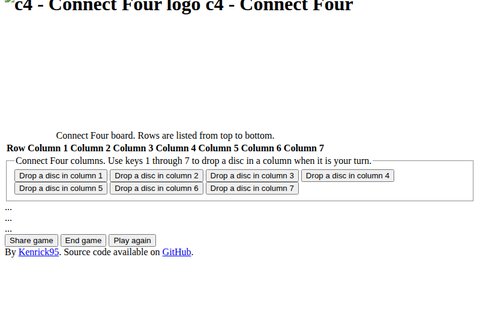 c4 - Connect Four logo c4 - Connect Four
Connect Four board. Rows are listed from top to bottom.
Row Column 1 Column 2 Column 3 Column 4 Column 5 Column 6 Column 7
Connect Four columns. Use keys 1 through 7 to drop a disc in a column when it is your turn.
Drop a disc in column 1 Drop a disc in column 2 Drop a disc in column 3 Drop a disc in column 4
Drop a disc in column 5 Drop a disc in column 6 Drop a disc in column 7
...
...
...
Share game End game Play again
By Kenrick95. Source code available on GitHub.